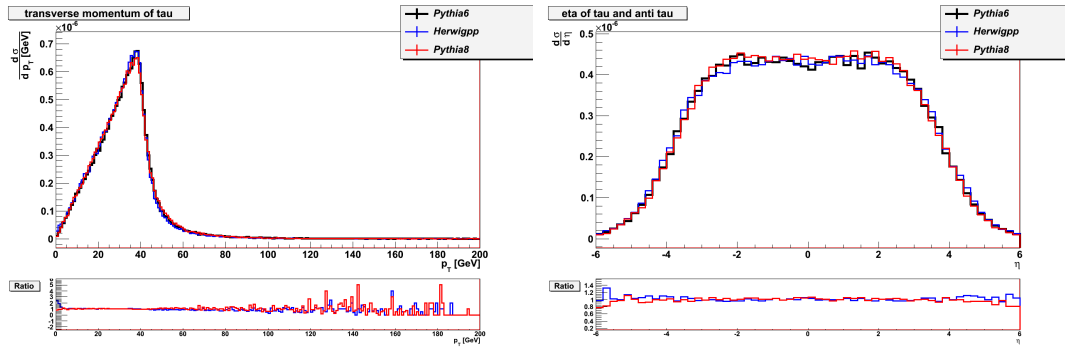 transverse momentum of tau
×10⁻⁶
Pythia6
Herwigpp
Pythia8
dσ
d p_T [GeV]
0.7
0.6
0.5
0.4
0.3
0.2
0.1
0
0 20 40 60 80 100 120 140 160 180 200
p_T [GeV]
Ratio
5
4
3
2
1
0
-2
0 20 40 60 80 100 120 140 160 180 200
p_T [GeV]
eta of tau and anti tau
×10⁻⁶
Pythia6
Herwigpp
Pythia8
dσ
d η
0.5
0.4
0.3
0.2
0.1
0
-6 -4 -2 0 2 4 6
η
Ratio
1.4
1.2
1
0.8
0.6
0.4
0.2
-6 -4 -2 0 2 4 6
η